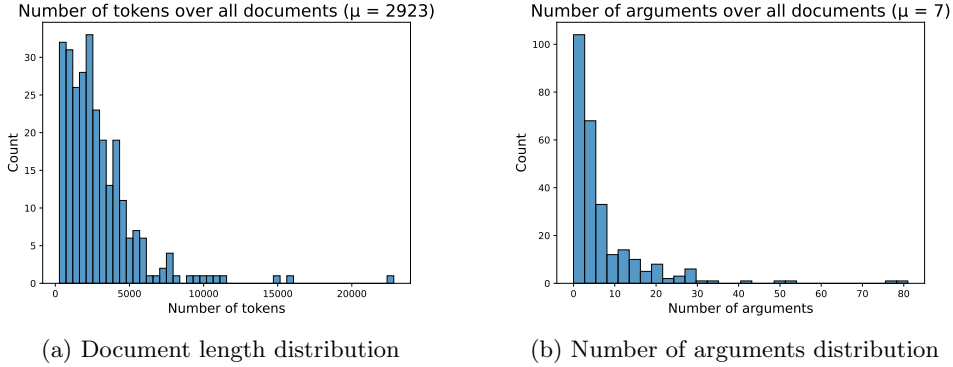 Number of tokens over all documents (μ = 2923)
30
25
20
15
10
5
0
Count
0 5000 10000 15000 20000
Number of tokens
(a) Document length distribution
Number of arguments over all documents (μ = 7)
100
80
60
40
20
0
Count
0 10 20 30 40 50 60 70 80
Number of arguments
(b) Number of arguments distribution